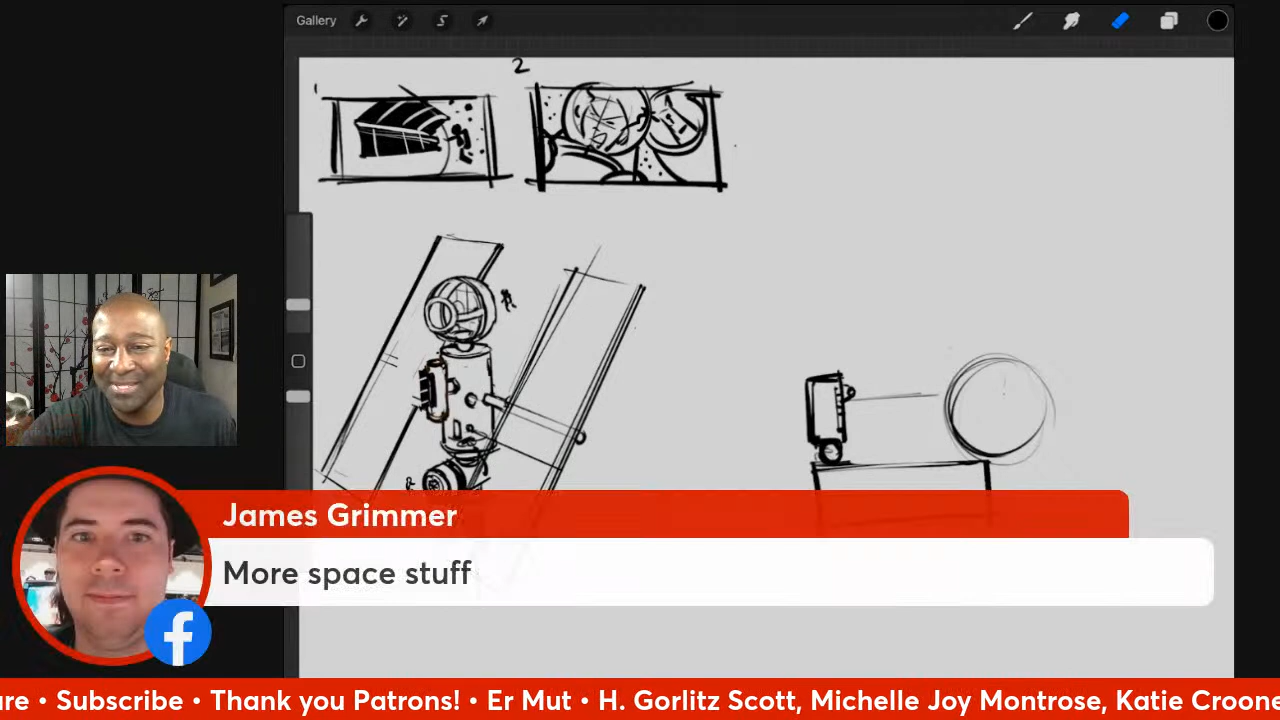 Gallery
1
2
James Grimmer
More space stuff
are • Subscribe • Thank you Patrons! • Er Mut • H. Gorlitz Scott, Michelle Joy Montrose, Katie Croone